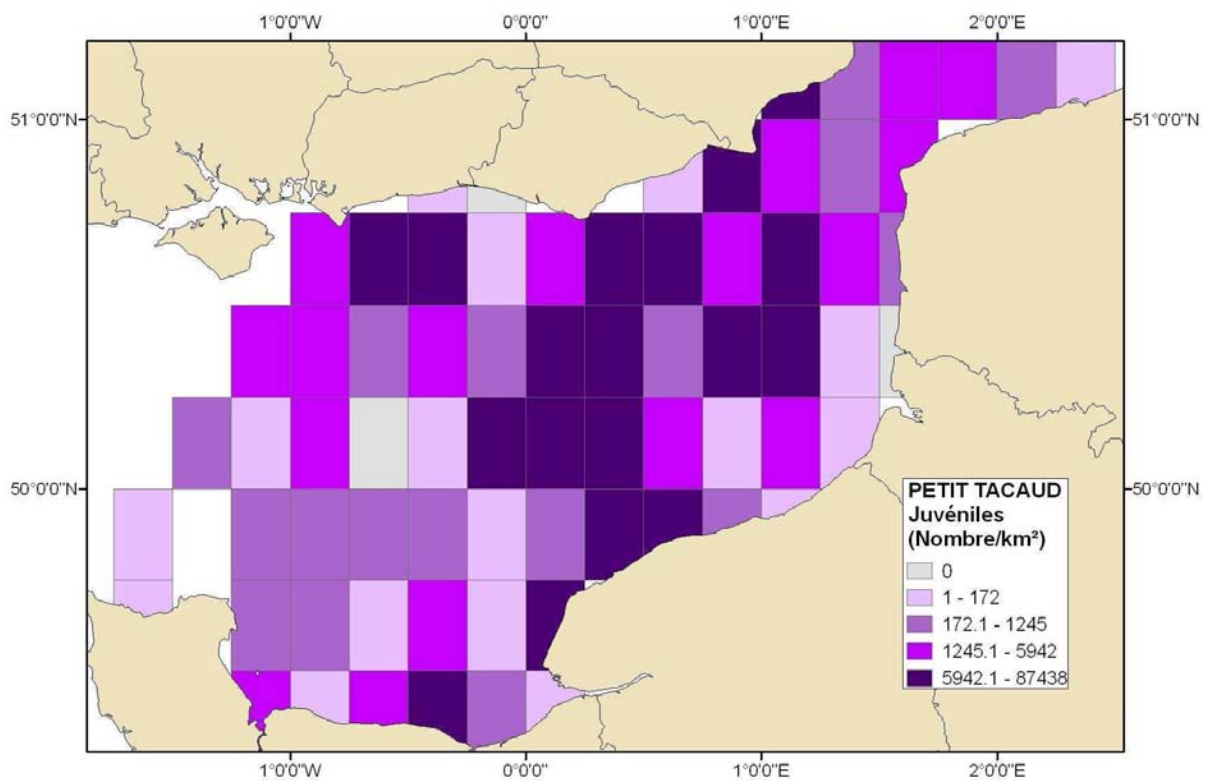 1°0'0"W 0°0'0" 1°0'0"E 2°0'0"E
51°0'0"N 51°0'0"N
50°0'0"N 50°0'0"N
PETIT TACAUD
Juvéniles
(Nombre/km²)
0
1 - 172
172.1 - 1245
1245.1 - 5942
5942.1 - 87438
1°0'0"W 0°0'0" 1°0'0"E 2°0'0"E